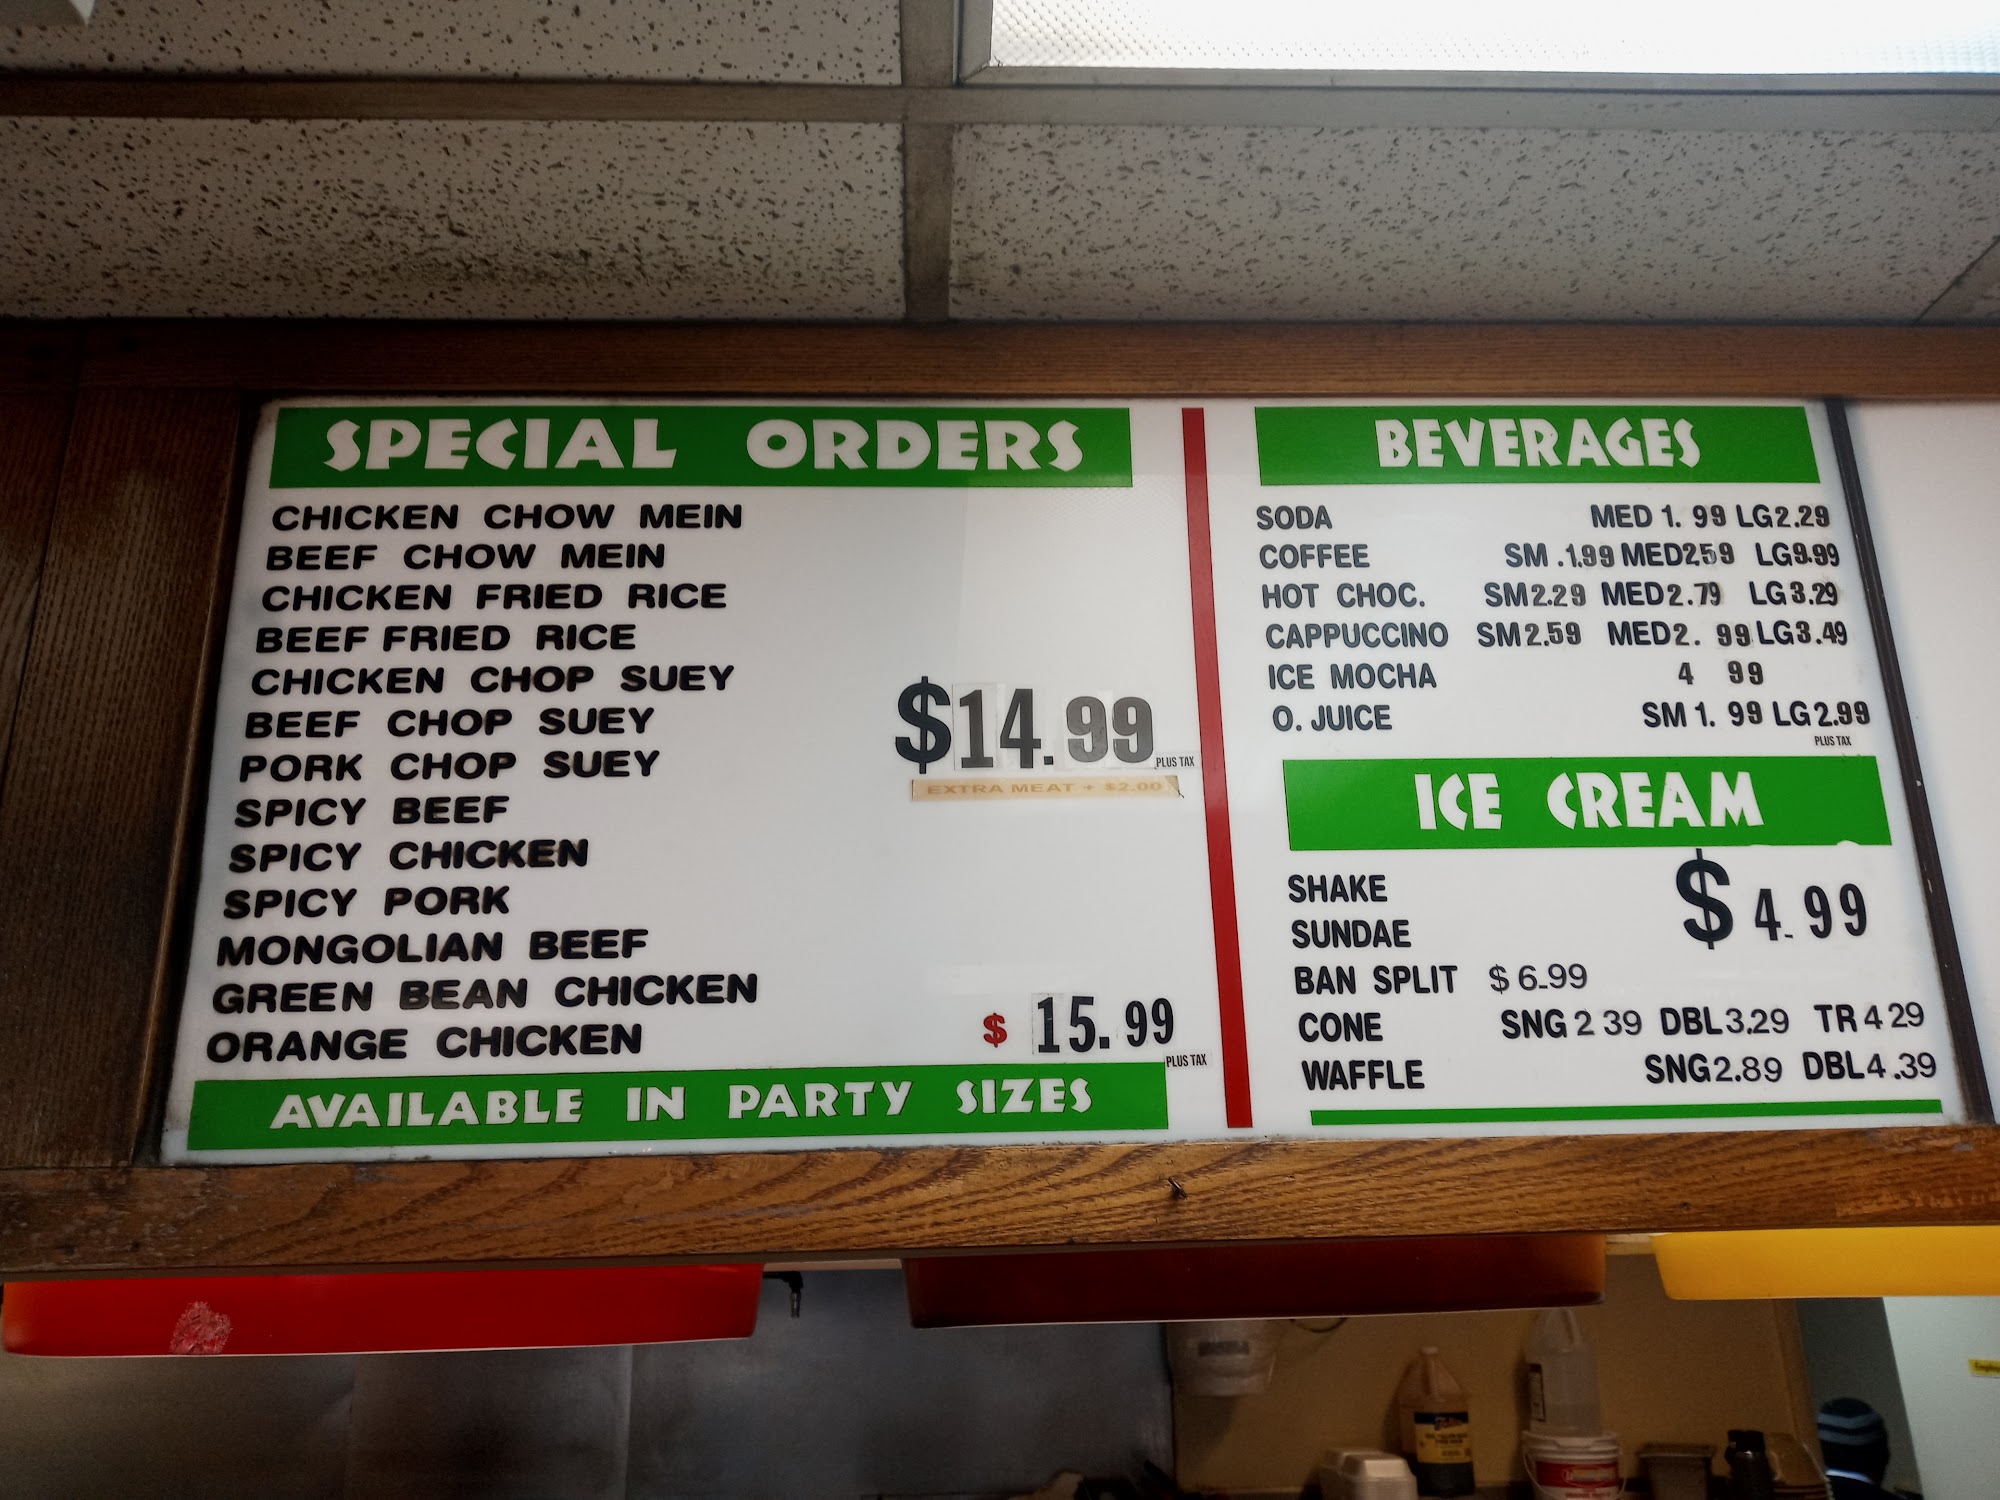 SPECIAL ORDERS
CHICKEN CHOW MEIN
BEEF CHOW MEIN
CHICKEN FRIED RICE
BEEF FRIED RICE
CHICKEN CHOP SUEY
BEEF CHOP SUEY
PORK CHOP SUEY
SPICY BEEF
SPICY CHICKEN
SPICY PORK
MONGOLIAN BEEF
GREEN BEAN CHICKEN
ORANGE CHICKEN
$14.99
PLUS TAX
EXTRA MEAT + $2.00
$ 15.99
PLUS TAX
AVAILABLE IN PARTY SIZES
BEVERAGES
SODA MED 1. 99 LG2.29
COFFEE SM .1.99 MED259 LG9.99
HOT CHOC. SM2.29 MED2.79 LG3.29
CAPPUCCINO SM2.59 MED2. 99 LG3.49
ICE MOCHA 4 99
O. JUICE SM 1. 99 LG2.99
PLUS TAX
ICE CREAM
SHAKE
SUNDAE
$ 4.99
BAN SPLIT $ 6.99
CONE SNG 2 39 DBL3.29 TR 4 29
WAFFLE SNG2.89 DBL4.39